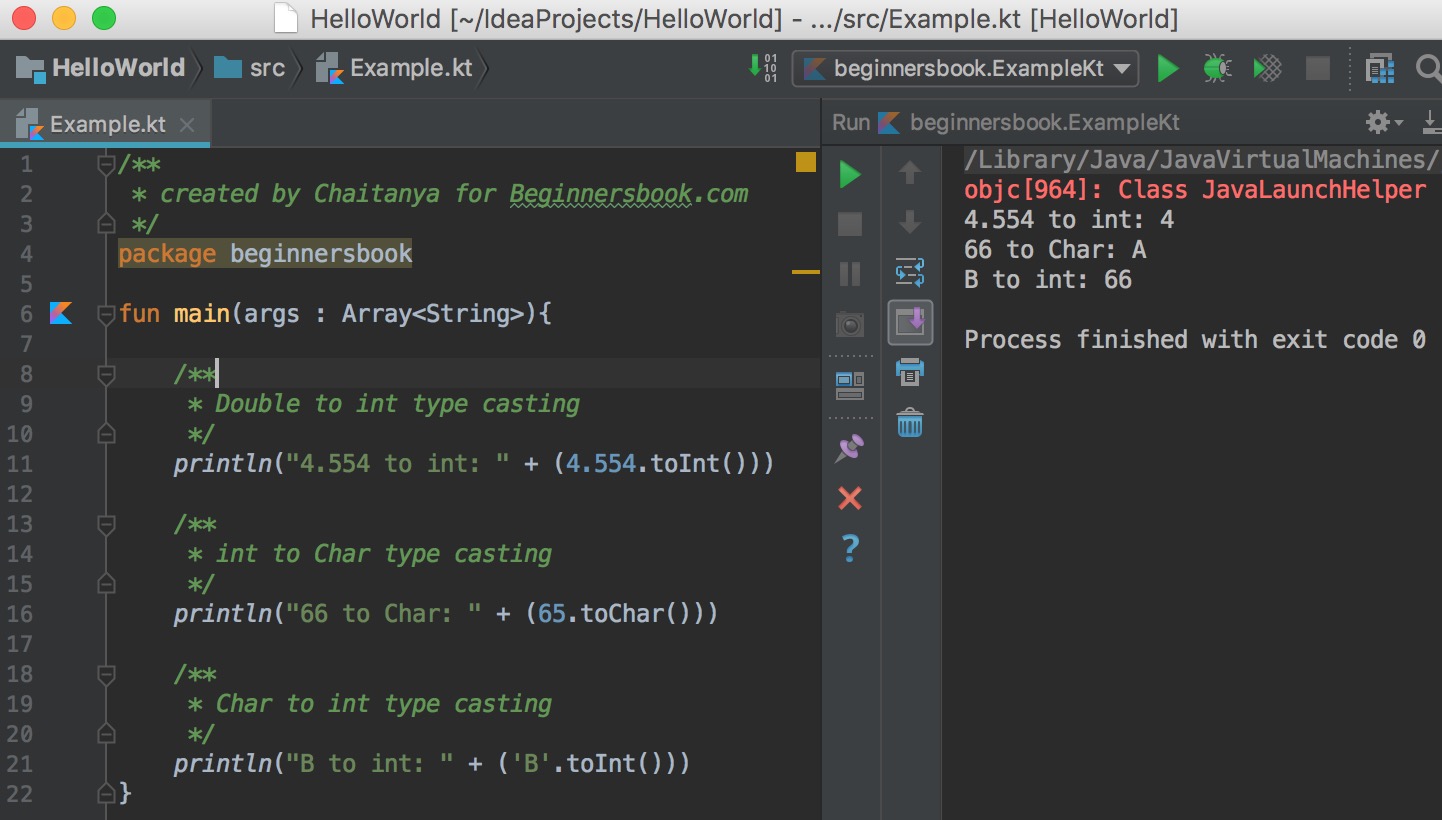 HelloWorld [~/IdeaProjects/HelloWorld] - .../src/Example.kt [HelloWorld]
HelloWorld src Example.kt
beginnersbook.ExampleKt
Example.kt
1 /**
2 * created by Chaitanya for Beginnersbook.com
3 */
4 package beginnersbook
5
6 fun main(args : Array<String>){
7
8 /**
9 * Double to int type casting
10 */
11 println("4.554 to int: " + (4.554.toInt()))
12
13 /**
14 * int to Char type casting
15 */
16 println("66 to Char: " + (65.toChar()))
17
18 /**
19 * Char to int type casting
20 */
21 println("B to int: " + ('B'.toInt()))
22 }
Run beginnersbook.ExampleKt
/Library/Java/JavaVirtualMachines/
objc[964]: Class JavaLaunchHelper
4.554 to int: 4
66 to Char: A
B to int: 66
Process finished with exit code 0